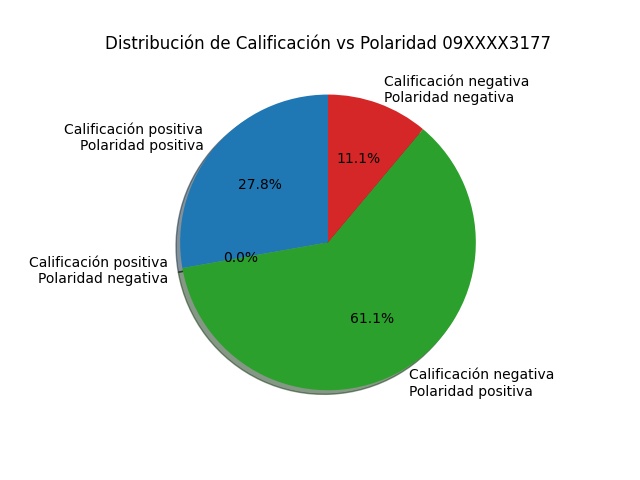 Distribución de Calificación vs Polaridad 09XXXX3177
Calificación negativa
Polaridad negativa
Calificación positiva
Polaridad positiva
11.1%
27.8%
0.0%
Calificación positiva
Polaridad negativa
61.1%
Calificación negativa
Polaridad positiva